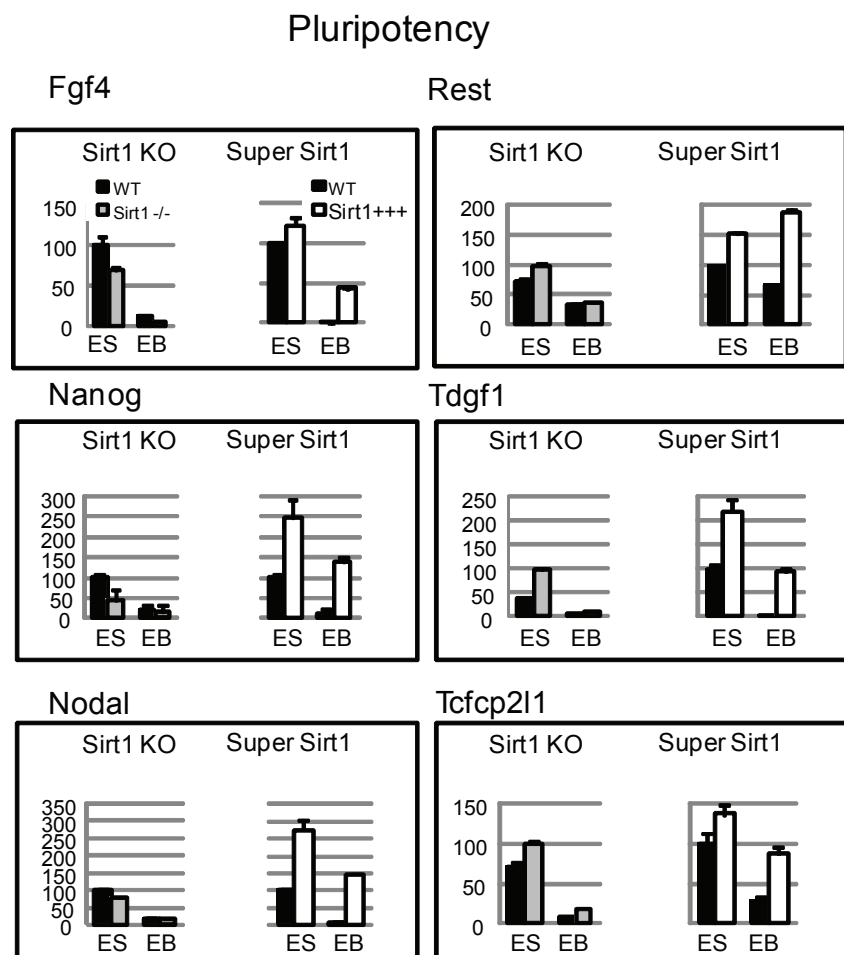 Pluripotency
Fgf4
Sirt1 KO Super Sirt1
WT WT
Sirt1 -/- Sirt1+++
150
100
50
0
ES EB ES EB
Rest
Sirt1 KO Super Sirt1
200
150
100
50
0
ES EB ES EB
Nanog
Sirt1 KO Super Sirt1
300
250
200
150
100
50
0
ES EB ES EB
Tdgf1
Sirt1 KO Super Sirt1
250
200
150
100
50
0
ES EB ES EB
Nodal
Sirt1 KO Super Sirt1
350
300
250
200
150
100
50
0
ES EB ES EB
Tcfcp2l1
Sirt1 KO Super Sirt1
150
100
50
0
ES EB ES EB